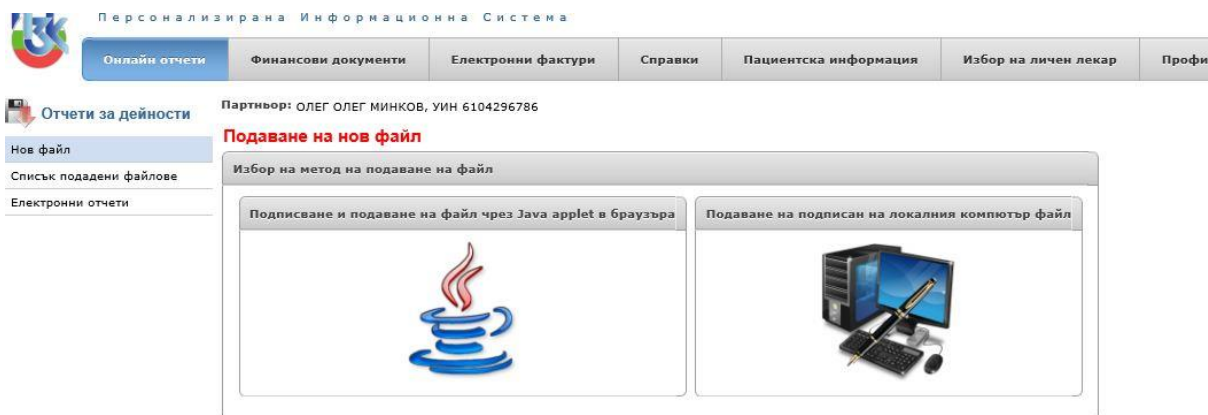 Персонализирана Информационна Система
Онлайн отчети Финансови документи Електронни фактури Справки Пациентска информация Избор на личен лекар Профи
Отчети за дейности
Нов файл
Списък подадени файлове
Електронни отчети
Партньор: ОЛЕГ ОЛЕГ МИНКОВ, УИН 6104296786
Подаване на нов файл
Избор на метод на подаване на файл
Подписване и подаване на файл чрез Java applet в браузъра
Подаване на подписан на локалния компютър файл